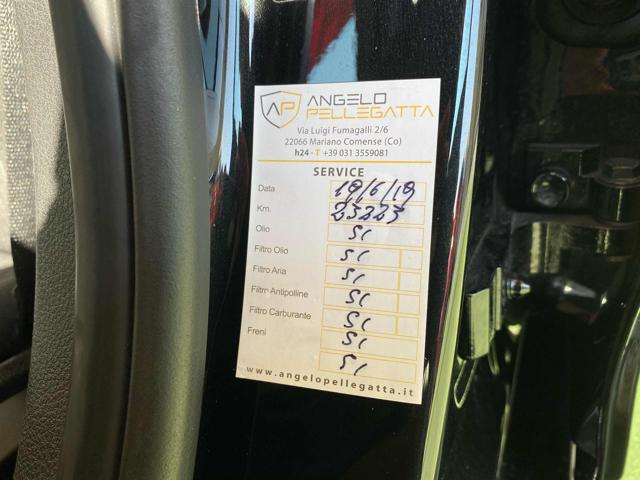 AP ANGELO
PELLEGATTA
Via Luigi Fumagalli 2/6
22066 Mariano Comense (Co)
h24 - T +39 031 3559081
SERVICE
Data 19/6/19
Km. 23223
Olio SI
Filtro Olio SI
Filtro Aria SI
Filtro Antipolline SI
Filtro Carburante SI
Freni SI
SI
www.angelopellegatta.it